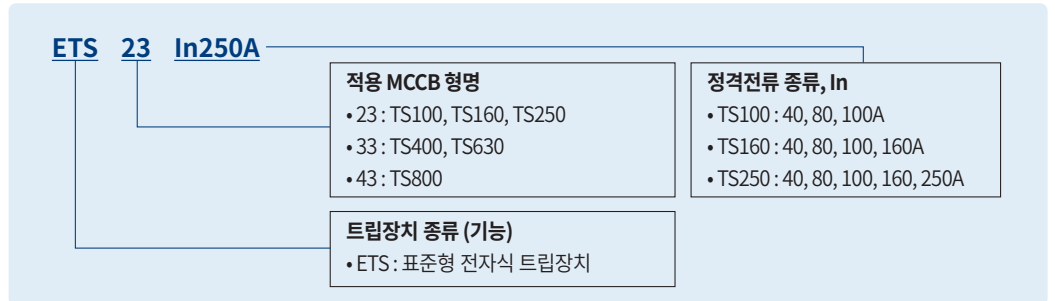 ETS 23 In250A
적용 MCCB 형명
• 23 : TS100, TS160, TS250
• 33 : TS400, TS630
• 43 : TS800
정격전류 종류, In
• TS100 : 40, 80, 100A
• TS160 : 40, 80, 100, 160A
• TS250 : 40, 80, 100, 160, 250A
트립장치 종류 (기능)
• ETS : 표준형 전자식 트립장치